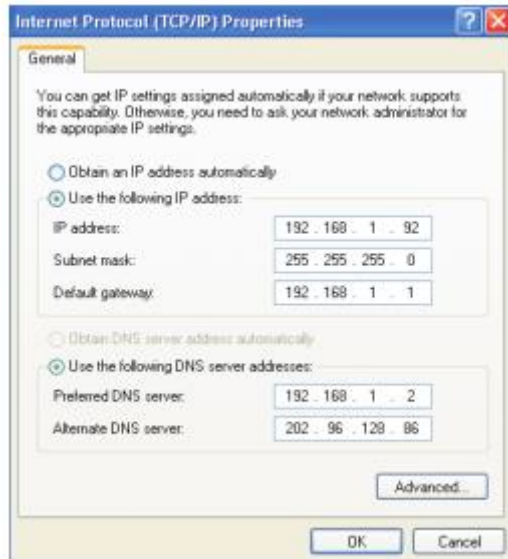 Internet Protocol (TCP/IP) Properties
General
You can get IP settings assigned automatically if your network supports
this capability. Otherwise, you need to ask your network administrator for
the appropriate IP settings.
Obtain an IP address automatically
Use the following IP address:
IP address: 192 . 168 . 1 . 92
Subnet mask: 255 . 255 . 255 . 0
Default gateway: 192 . 168 . 1 . 1
Obtain DNS server address automatically
Use the following DNS server addresses:
Preferred DNS server: 192 . 168 . 1 . 2
Alternate DNS server: 202 . 96 . 128 . 86
Advanced...
OK Cancel